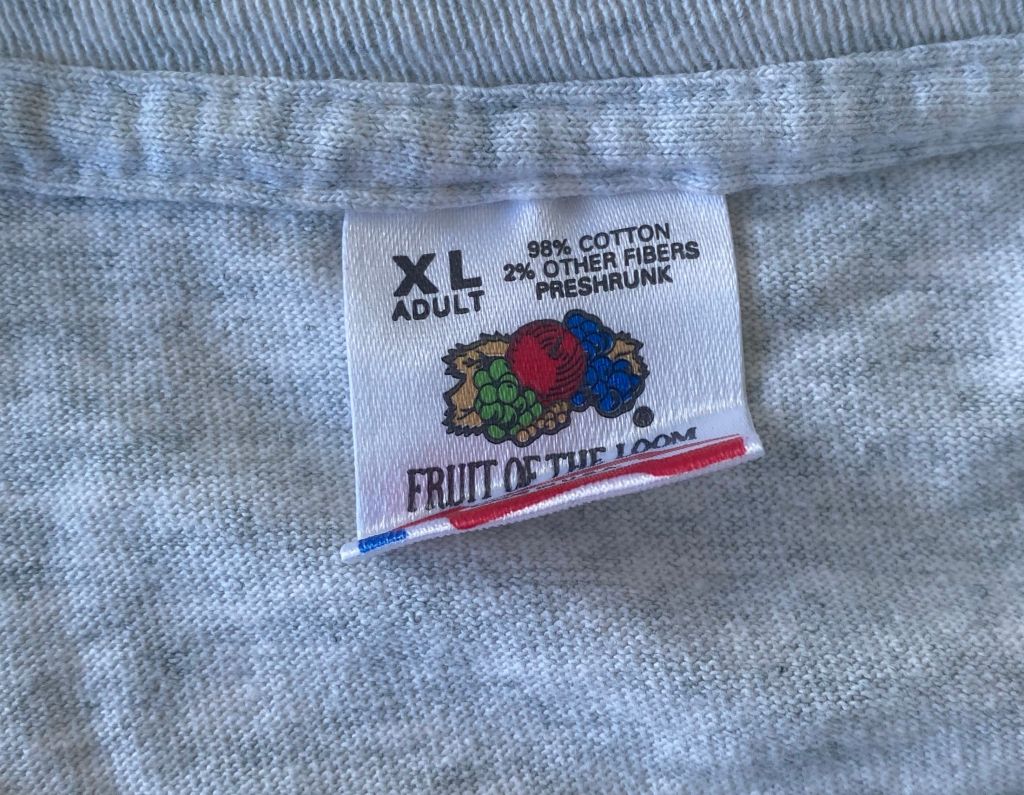 XL
ADULT
98% COTTON
2% OTHER FIBERS
PRESHRUNK
FRUIT OF THE LOOM